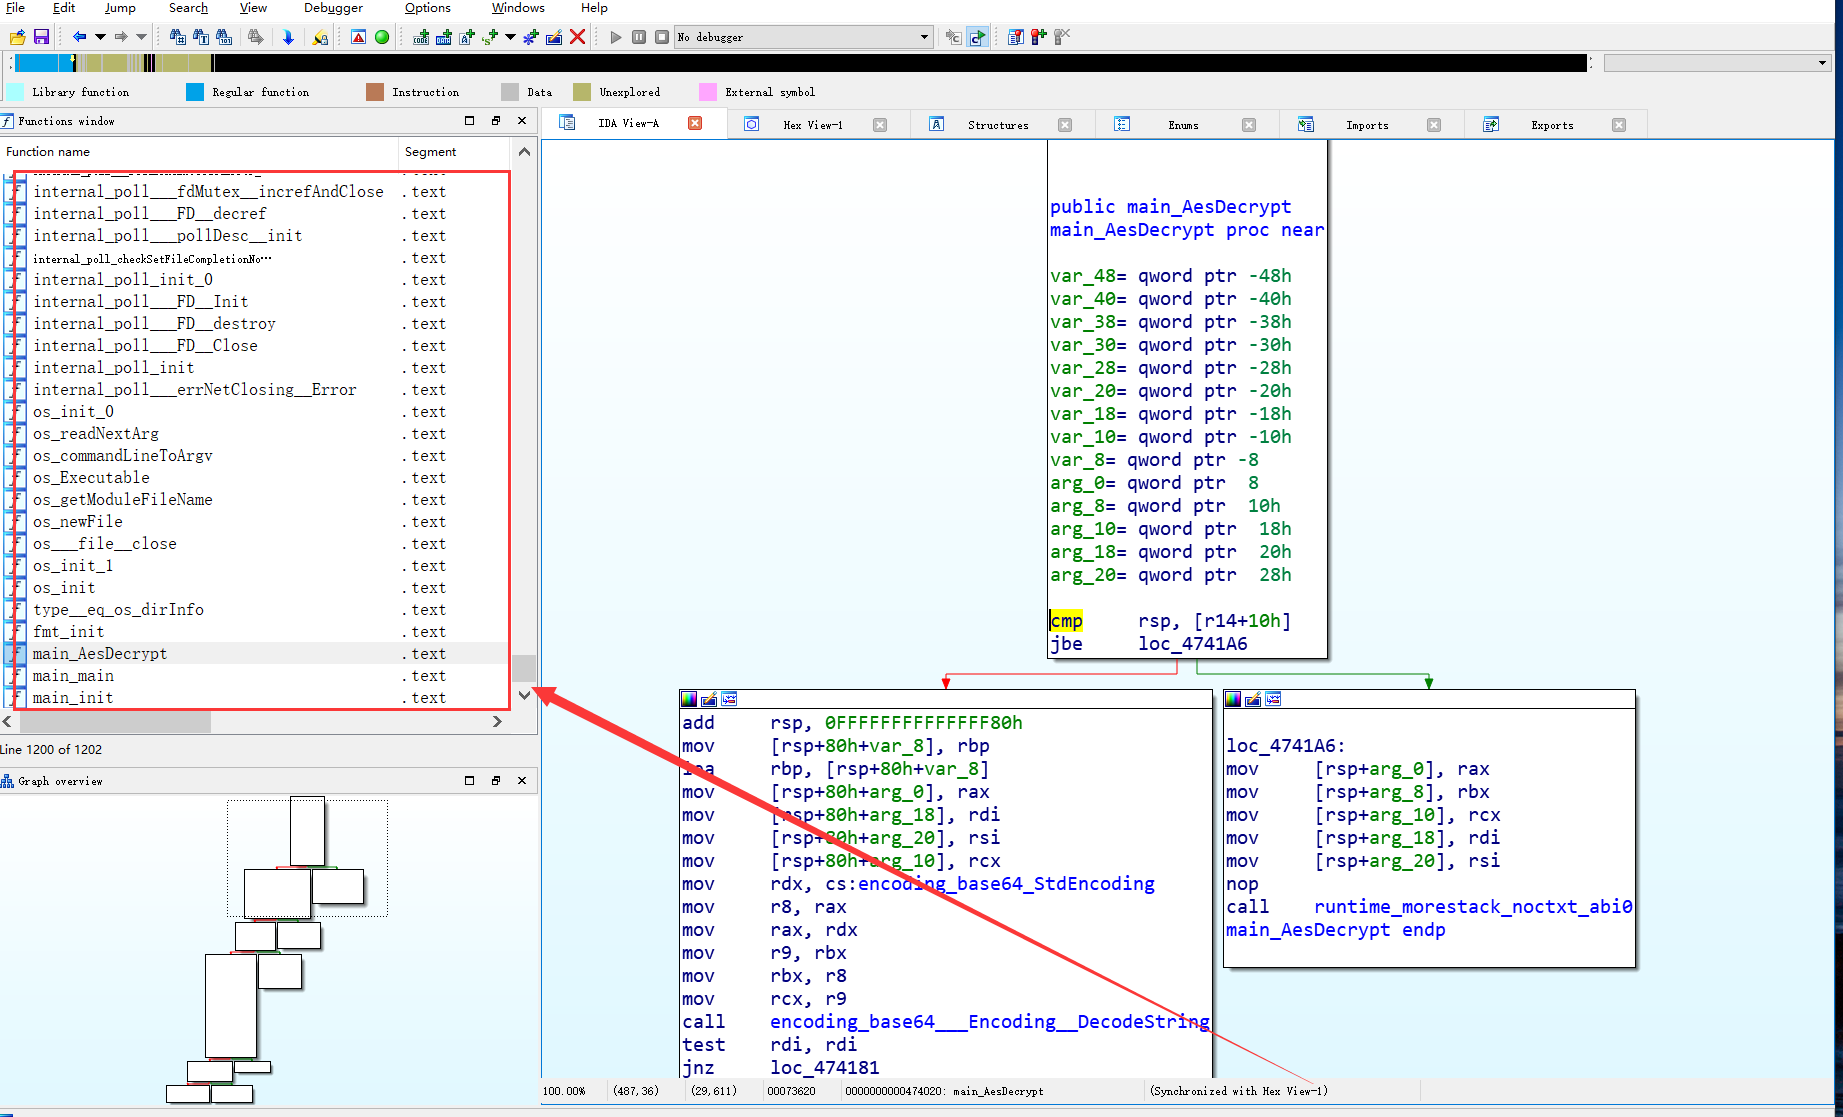 File Edit Jump Search View Debugger Options Windows Help
No debugger
Library function Regular function Instruction Data Unexplored External symbol
Functions window
IDA View-A Hex View-1 Structures Enums Imports Exports
Function name Segment
internal_poll___fdMutex__increfAndClose .text
internal_poll___FD__decref .text
internal_poll___pollDesc__init .text
internal_poll_checkSetFileCompletionNo… .text
internal_poll_init_0 .text
internal_poll___FD__Init .text
internal_poll___FD__destroy .text
internal_poll___FD__Close .text
internal_poll_init .text
internal_poll___errNetClosing__Error .text
os_init_0 .text
os_readNextArg .text
os_commandLineToArgv .text
os_Executable .text
os_getModuleFileName .text
os_newFile .text
os___file__close .text
os_init_1 .text
os_init .text
type__eq_os_dirInfo .text
fmt_init .text
main_AesDecrypt .text
main_main .text
main_init .text
Line 1200 of 1202
Graph overview
public main_AesDecrypt
main_AesDecrypt proc near
var_48= qword ptr -48h
var_40= qword ptr -40h
var_38= qword ptr -38h
var_30= qword ptr -30h
var_28= qword ptr -28h
var_20= qword ptr -20h
var_18= qword ptr -18h
var_10= qword ptr -10h
var_8= qword ptr -8
arg_0= qword ptr 8
arg_8= qword ptr 10h
arg_10= qword ptr 18h
arg_18= qword ptr 20h
arg_20= qword ptr 28h
cmp rsp, [r14+10h]
jbe loc_4741A6
add rsp, 0FFFFFFFFFFFFFF80h
mov [rsp+80h+var_8], rbp
lea rbp, [rsp+80h+var_8]
mov [rsp+80h+arg_0], rax
mov [rsp+80h+arg_18], rdi
mov [rsp+80h+arg_20], rsi
mov [rsp+80h+arg_10], rcx
mov rdx, cs:encoding_base64_StdEncoding
mov r8, rax
mov rax, rdx
mov r9, rbx
mov rbx, r8
mov rcx, r9
call encoding_base64___Encoding__DecodeString
test rdi, rdi
jnz loc_474181
loc_4741A6:
mov [rsp+arg_0], rax
mov [rsp+arg_8], rbx
mov [rsp+arg_10], rcx
mov [rsp+arg_18], rdi
mov [rsp+arg_20], rsi
nop
call runtime_morestack_noctxt_abi0
main_AesDecrypt endp
100.00% (487,36) (29,611) 00073620 0000000000474020: main_AesDecrypt (Synchronized with Hex View-1)